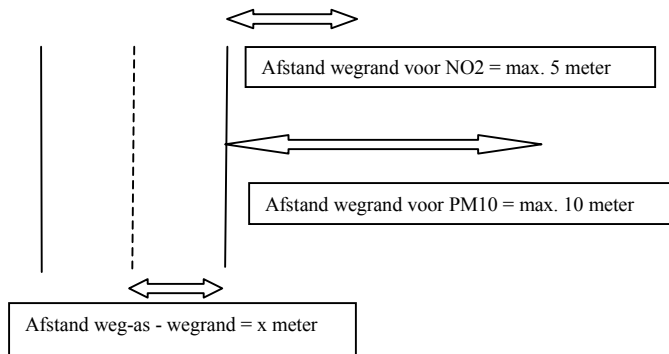 Afstand wegrand voor NO2 = max. 5 meter
Afstand wegrand voor PM10 = max. 10 meter
Afstand weg-as - wegrand = x meter